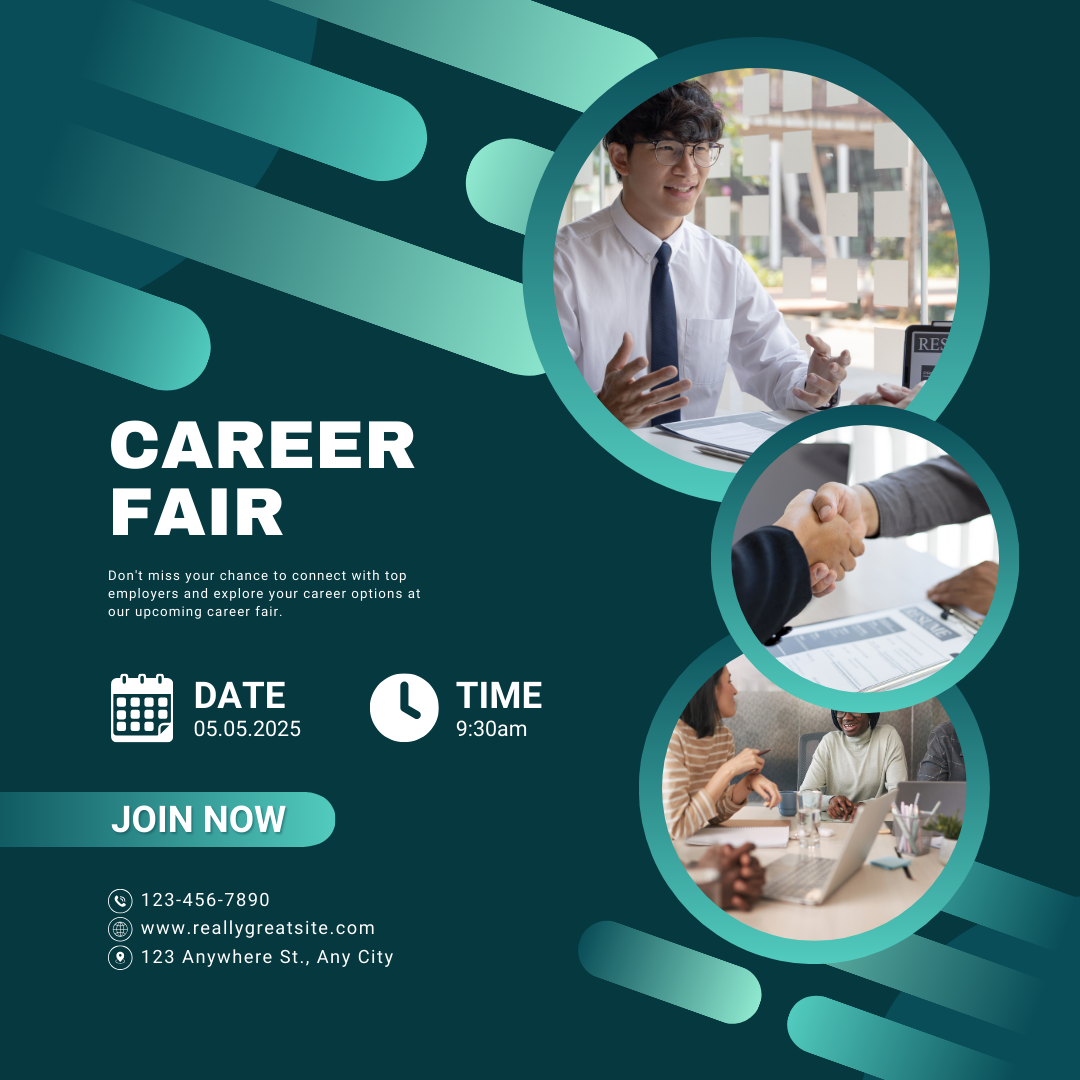 CAREER
FAIR
Don't miss your chance to connect with top
employers and explore your career options at
our upcoming career fair.
DATE
05.05.2025
TIME
9:30am
JOIN NOW
123-456-7890
www.reallygreatsite.com
123 Anywhere St., Any City
RES
RESUME